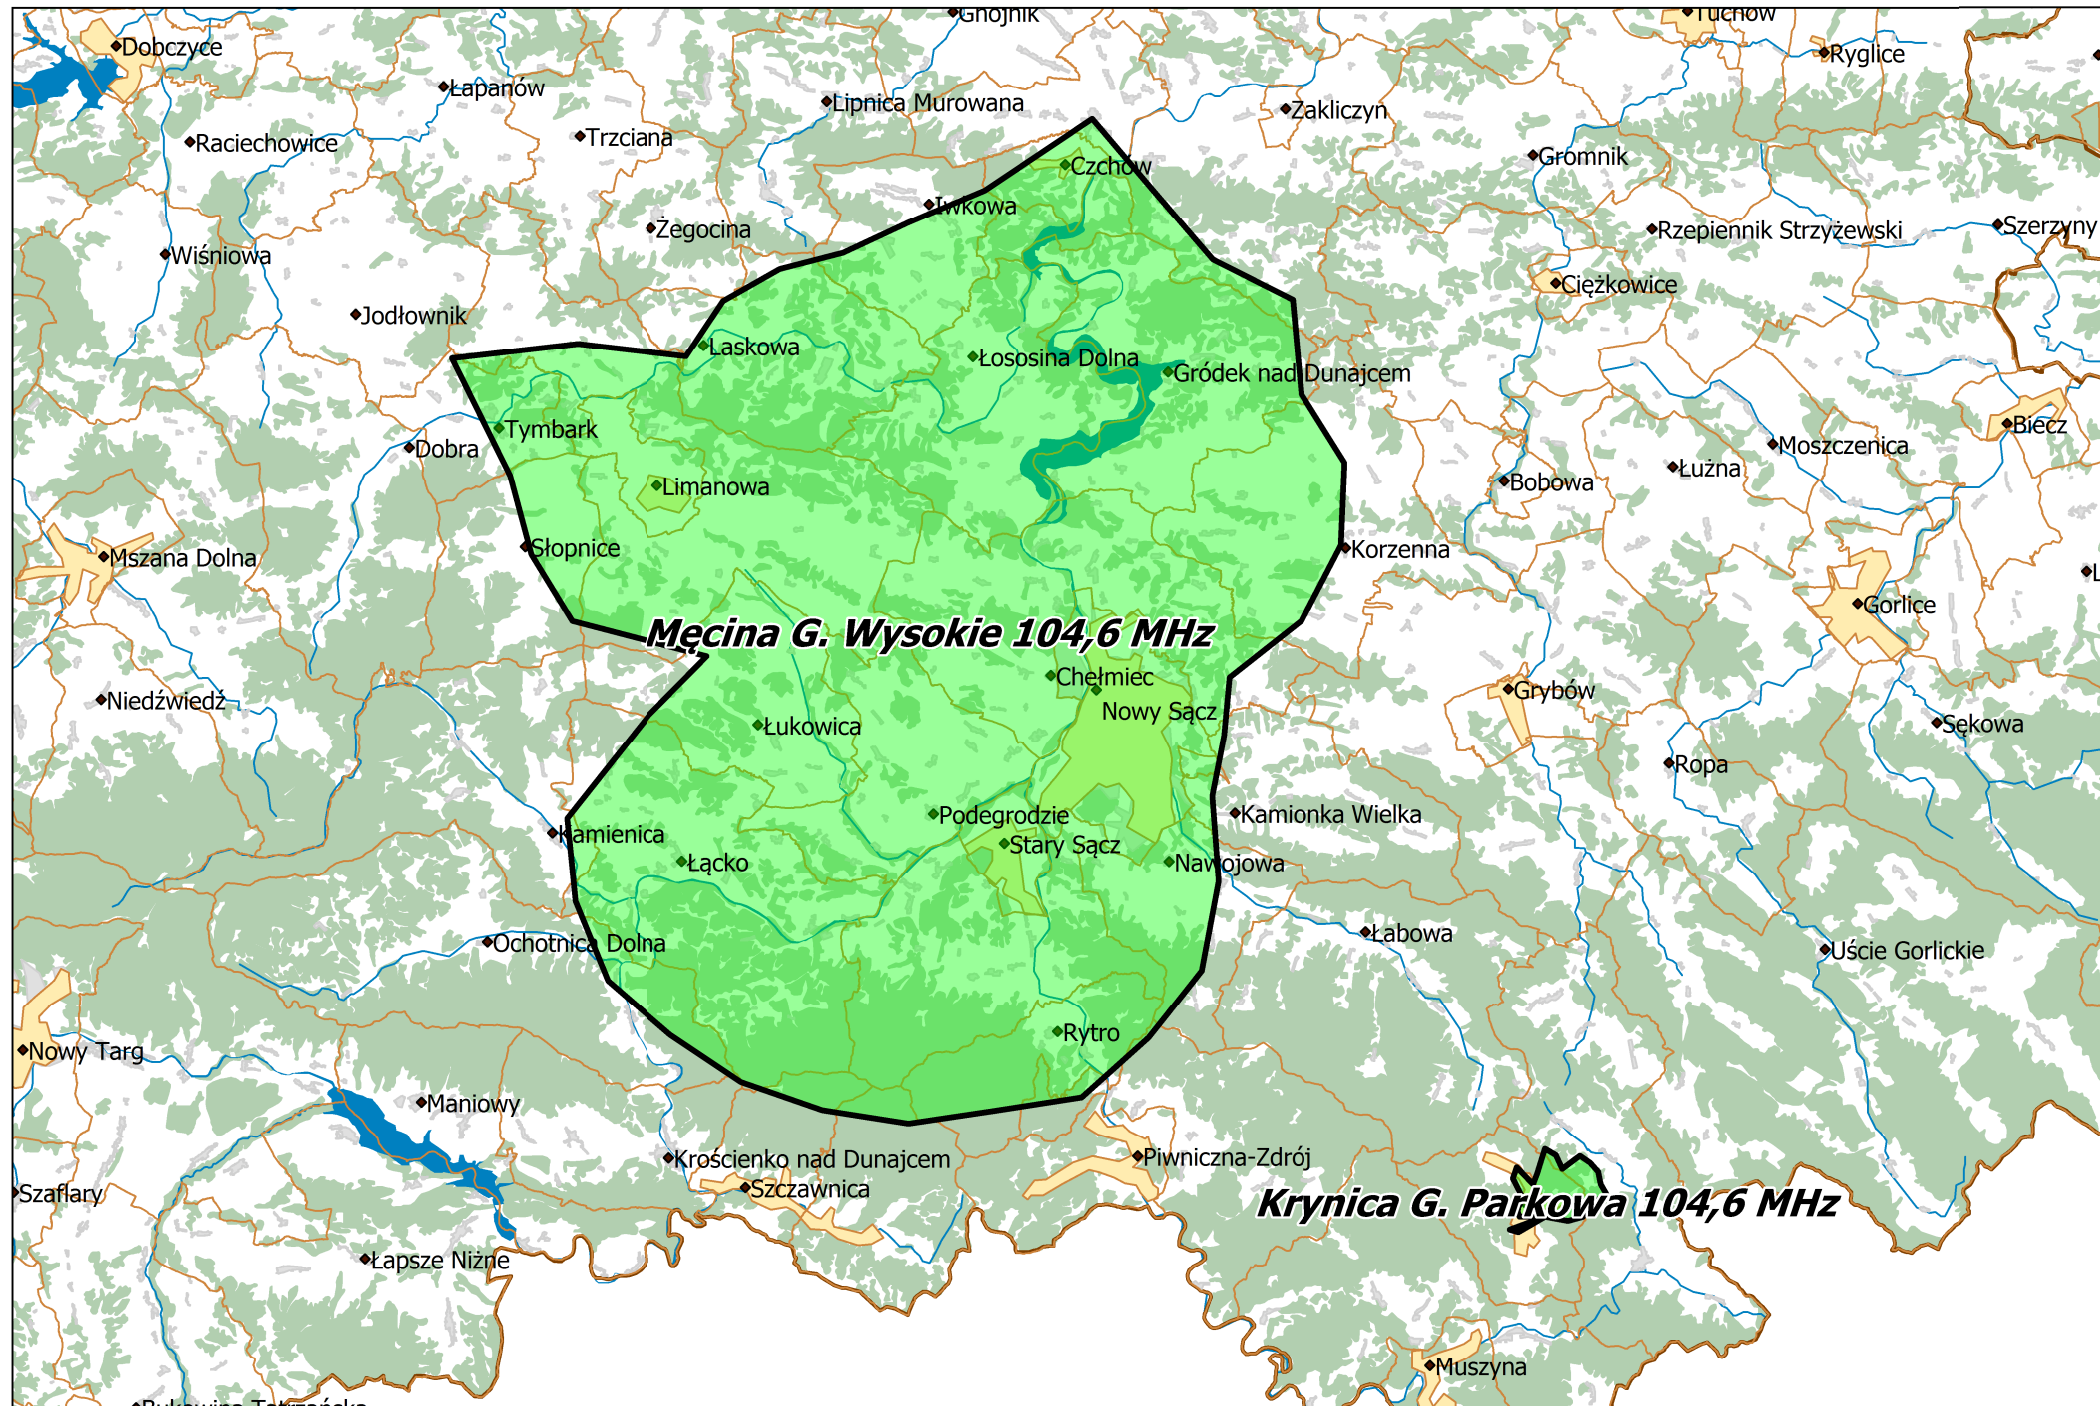 Gnojnik
Tuchów
Dobczyce
Ryglice
Łapanów
Lipnica Murowana
Zakliczyn
Trzciana
Raciechowice
Gromnik
Czchów
Iwkowa
Żegocina
Rzepiennik Strzyżewski
Szerzyny
Wiśniowa
Ciężkowice
Jodłownik
Laskowa
Łososina Dolna
Gródek nad Dunajcem
Tymbark
Biecz
Dobra
Moszczenica
Łużna
Limanowa
Bobowa
Słopnice
Korzenna
Mszana Dolna
L
Gorlice
Męcina G. Wysokie 104,6 MHz
Chełmiec
Grybów
Niedźwiedź
Nowy Sącz
Łukowica
Sękowa
Ropa
Podegrodzie
Kamionka Wielka
Kamienica
Stary Sącz
Łącko
Nawojowa
Łabowa
Ochotnica Dolna
Uście Gorlickie
Rytro
Nowy Targ
Maniowy
Krościenko nad Dunajcem
Piwniczna-Zdrój
Szczawnica
Szaflary
Krynica G. Parkowa 104,6 MHz
Łapsze Niżne
Muszyna
Bukowina Tatrzańska